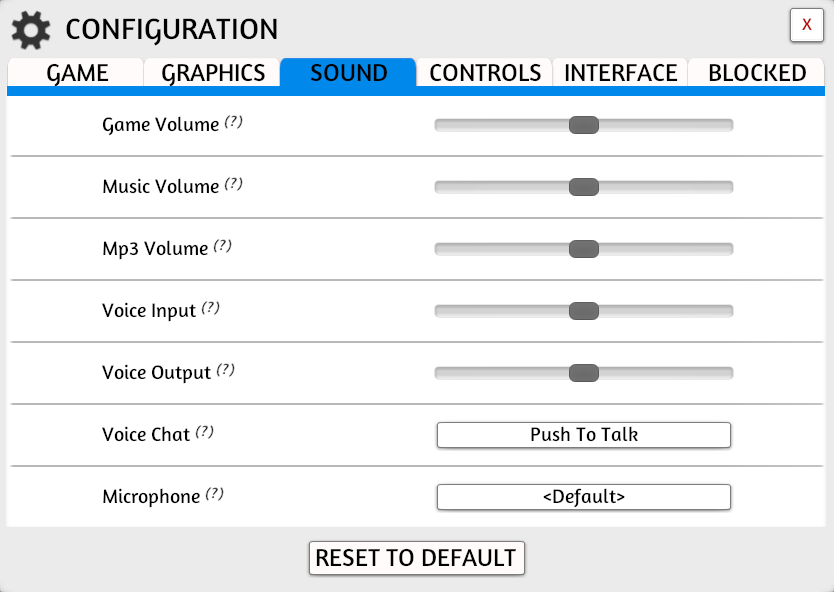 CONFIGURATION
X
GAME GRAPHICS SOUND CONTROLS INTERFACE BLOCKED
Game Volume (?)
Music Volume (?)
Mp3 Volume (?)
Voice Input (?)
Voice Output (?)
Voice Chat (?) Push To Talk
Microphone (?) <Default>
RESET TO DEFAULT